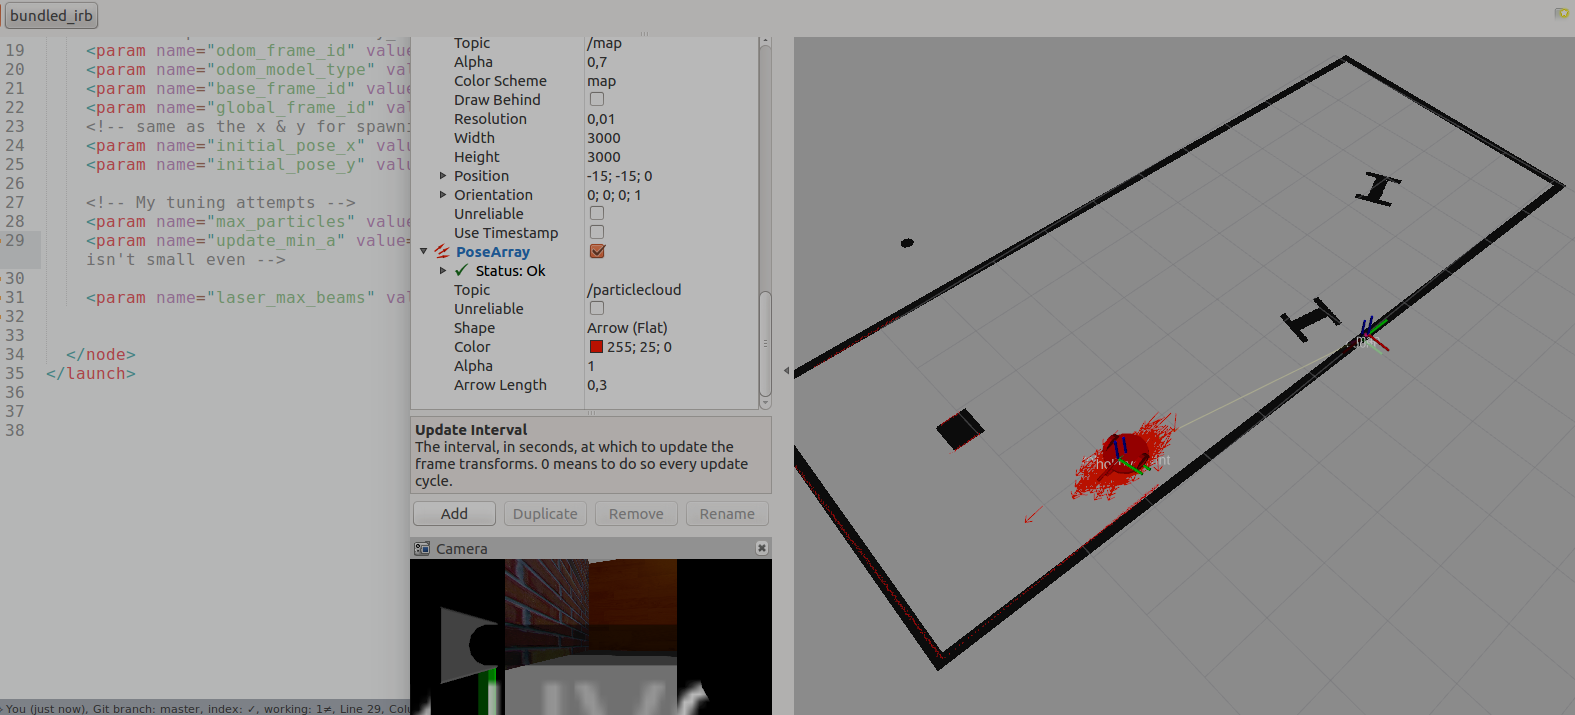 bundled_irb
19 <param name="odom_frame_id" value
20 <param name="odom_model_type" val
21 <param name="base_frame_id" value
22 <param name="global_frame_id" val
23 <!-- same as the x & y for spawni
24 <param name="initial_pose_x" valu
25 <param name="initial_pose_y" valu
26
27 <!-- My tuning attempts -->
28 <param name="max_particles" value
29 <param name="update_min_a" value=
isn't small even -->
30
31 <param name="laser_max_beams" val
32
33
34 </node>
35 </launch>
36
37
38
You (just now), Git branch: master, index: ✓, working: 1≠, Line 29, Colu
Topic /map
Alpha 0,7
Color Scheme map
Draw Behind
Resolution 0,01
Width 3000
Height 3000
Position -15; -15; 0
Orientation 0; 0; 0; 1
Unreliable
Use Timestamp
PoseArray
Status: Ok
Topic /particlecloud
Unreliable
Shape Arrow (Flat)
Color 255; 25; 0
Alpha 1
Arrow Length 0,3
Update Interval
The interval, in seconds, at which to update the
frame transforms. 0 means to do so every update
cycle.
Add Duplicate Remove Rename
Camera